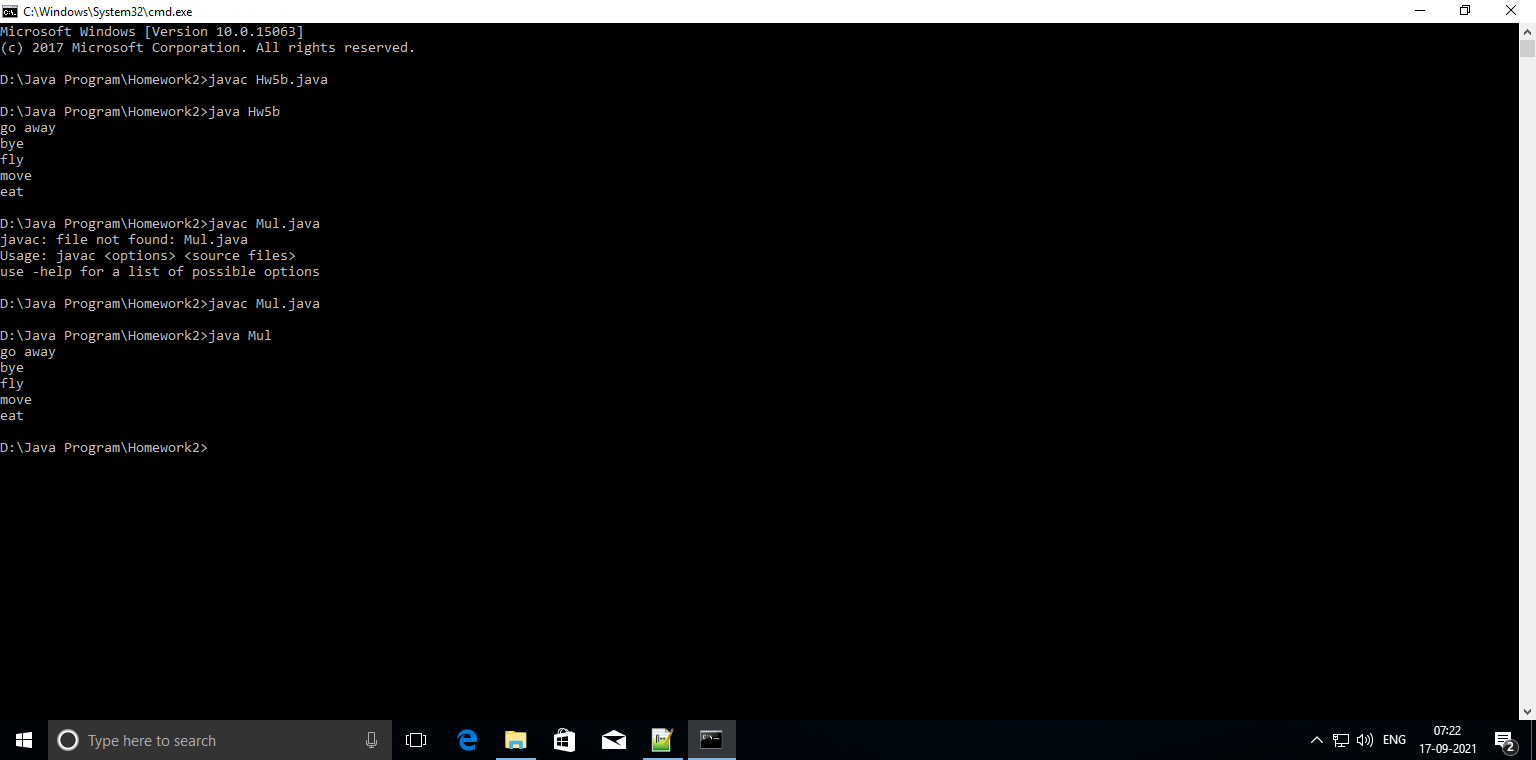 C:\Windows\System32\cmd.exe
Microsoft Windows [Version 10.0.15063]
(c) 2017 Microsoft Corporation. All rights reserved.
D:\Java Program\Homework2>javac Hw5b.java
D:\Java Program\Homework2>java Hw5b
go away
bye
fly
move
eat
D:\Java Program\Homework2>javac Mul.java
javac: file not found: Mul.java
Usage: javac <options> <source files>
use -help for a list of possible options
D:\Java Program\Homework2>javac Mul.java
D:\Java Program\Homework2>java Mul
go away
bye
fly
move
eat
D:\Java Program\Homework2>
Type here to search
ENG
07:22
17-09-2021
2